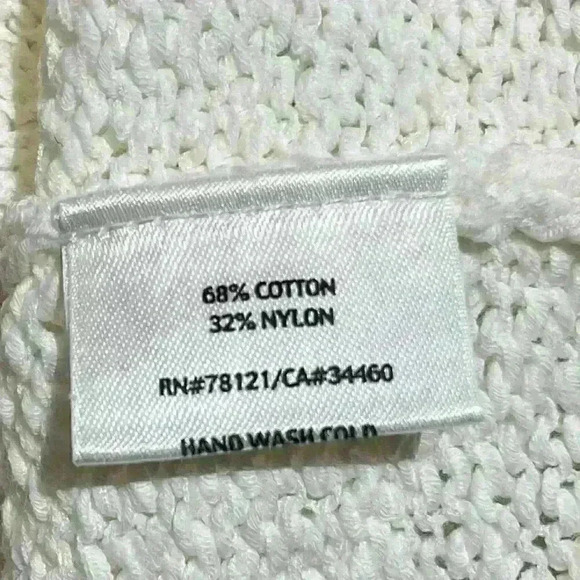 68% COTTON
32% NYLON
RN#78121/CA#34460
HAND WASH COLD